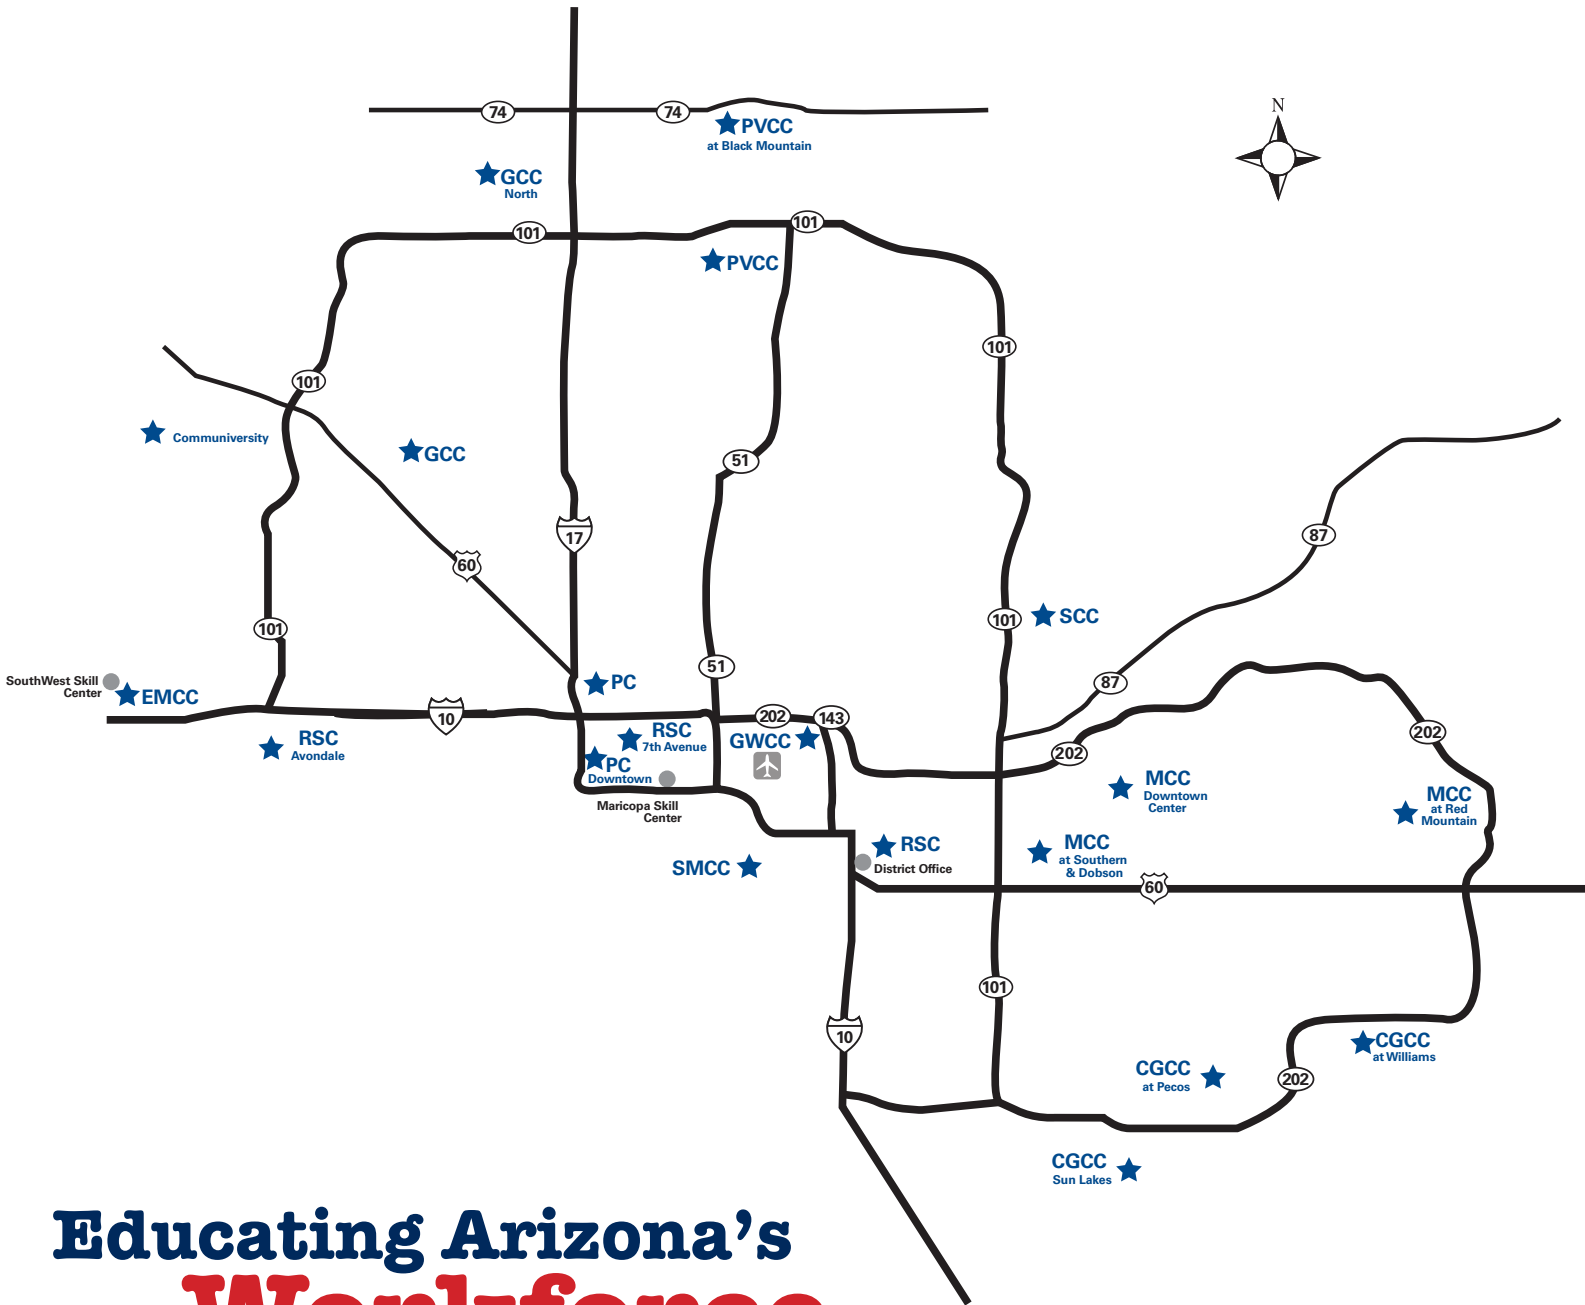 N
74
74
PVCC
at Black Mountain
GCC
North
101
101
PVCC
101
101
Communiversity
GCC
51
17
87
60
101
101
SCC
51
SouthWest Skill
Center
EMCC
PC
87
10
202
143
RSC
Avondale
RSC
7th Avenue
GWCC
202
202
PC
Downtown
Maricopa Skill
Center
MCC
Downtown
Center
MCC
at Red
Mountain
SMCC
RSC
District Office
MCC
at Southern
& Dobson
60
101
10
CGCC
at Williams
CGCC
at Pecos
202
CGCC
Sun Lakes
Educating Arizona's
Workforce